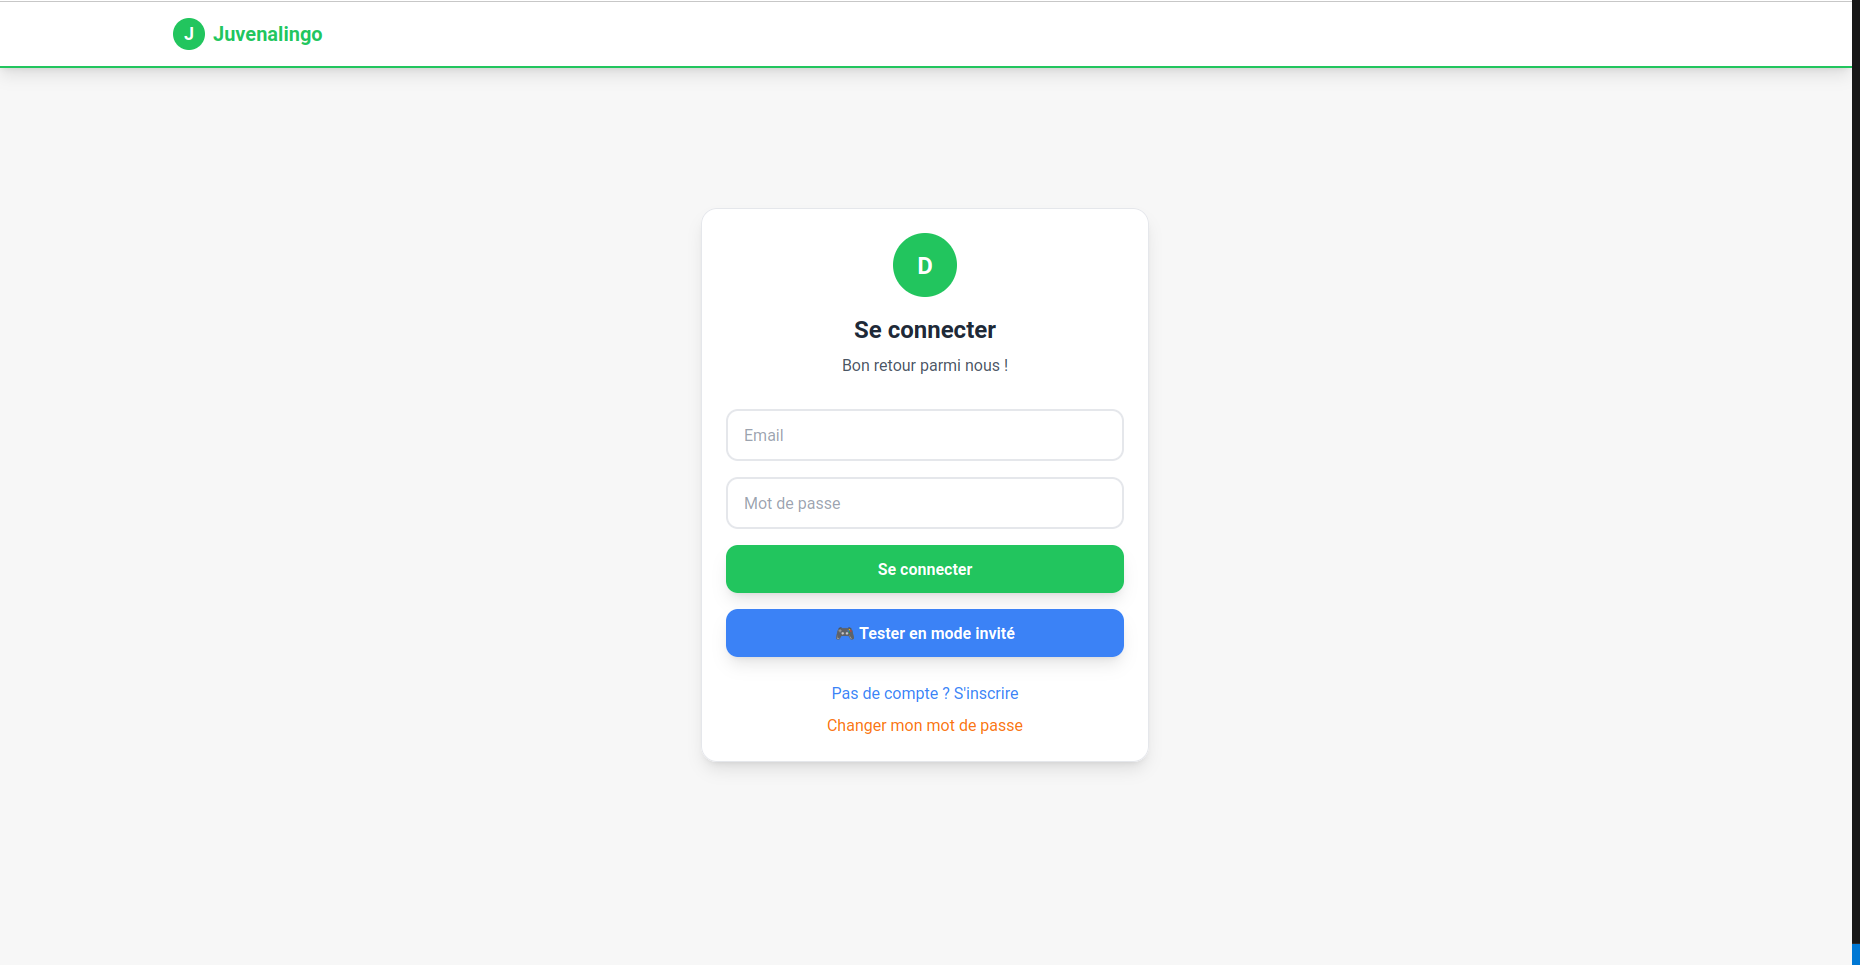 J Juvenalingo
D
Se connecter
Bon retour parmi nous !
Email
Mot de passe
Se connecter
🎮 Tester en mode invité
Pas de compte ? S'inscrire
Changer mon mot de passe